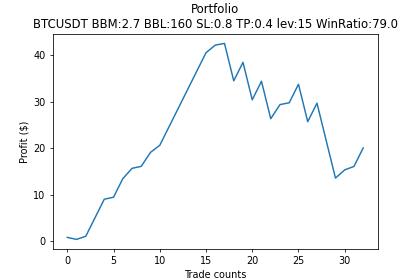 Portfolio
BTCUSDT BBM:2.7 BBL:160 SL:0.8 TP:0.4 lev:15 WinRatio:79.0
40
30
20
10
0
Profit ($)
0 5 10 15 20 25 30
Trade counts